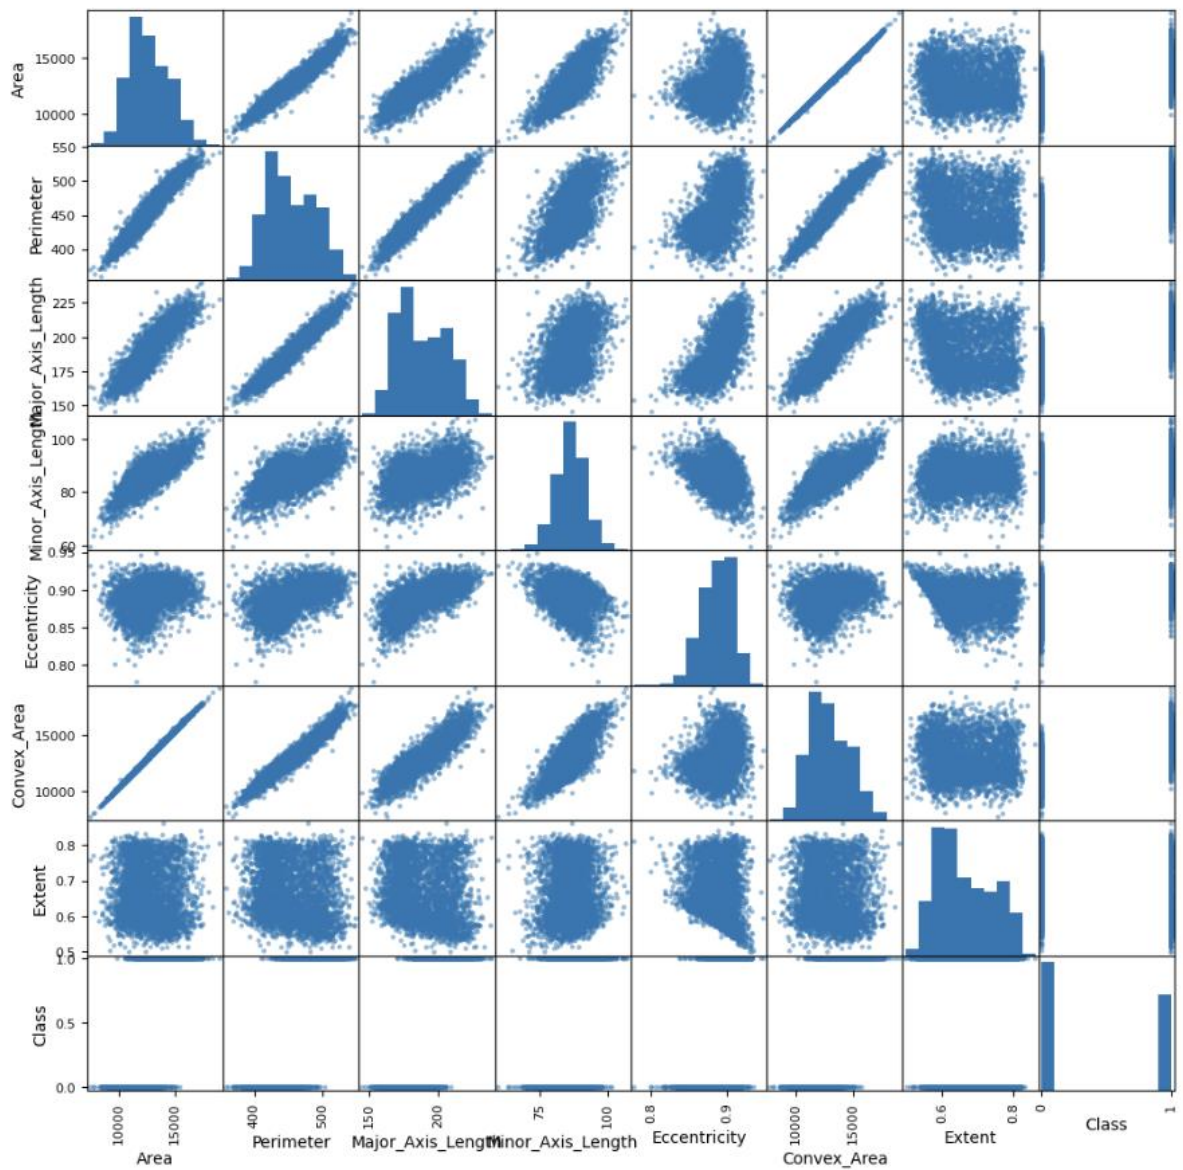 Area
15000
10000
Perimeter
550
500
450
400
Major_Axis_Length
225
200
175
150
Minor_Axis_Length
100
80
60
Eccentricity
0.95
0.90
0.85
0.80
Convex_Area
15000
10000
Extent
0.8
0.7
0.6
0.5
Class
1.0
0.5
0.0
10000 15000 400 500 150 200 75 100 0.8 0.9 10000 15000 0.6 0.8 0 1
Area Perimeter Major_Axis_Length Minor_Axis_Length Eccentricity Convex_Area Extent Class